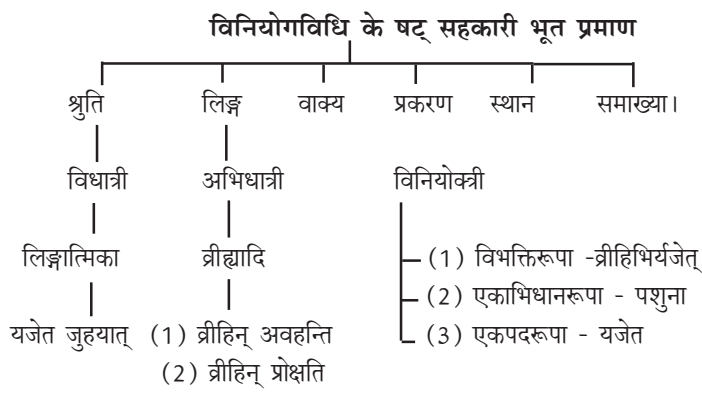 विनियोगविधि के षट् सहकारी भूत प्रमाण
श्रुति लिङ्ग वाक्य प्रकरण स्थान समाख्या।
विधात्री अभिधात्री विनियोक्त्री
लिङ्गात्मिका व्रीह्यादि (1) विभक्तिरूपा -व्रीहिभिर्यजेत्
(2) एकाभिधानरूपा - पशुना
यजेत जुहयात् (1) व्रीहिन् अवहन्ति (3) एकपदरूपा - यजेत
(2) व्रीहिन् प्रोक्षति